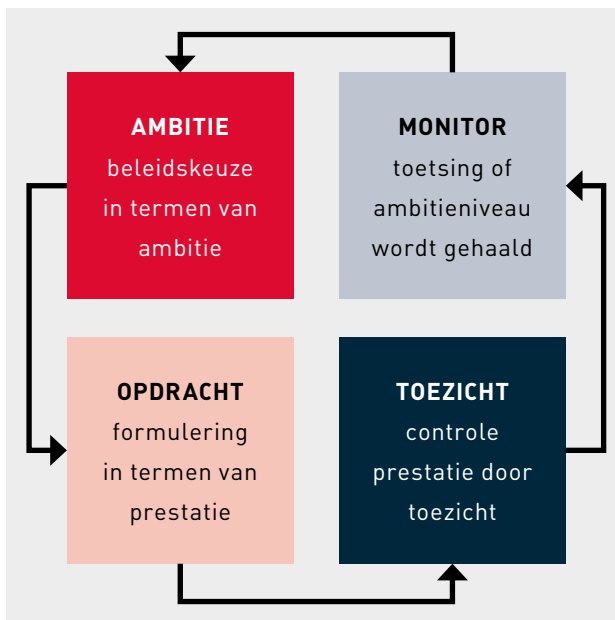 AMBITIE
beleidskeuze
in termen van
ambitie
MONITOR
toetsing of
ambitieniveau
wordt gehaald
OPDRACHT
formulering
in termen van
prestatie
TOEZICHT
controle
prestatie door
toezicht